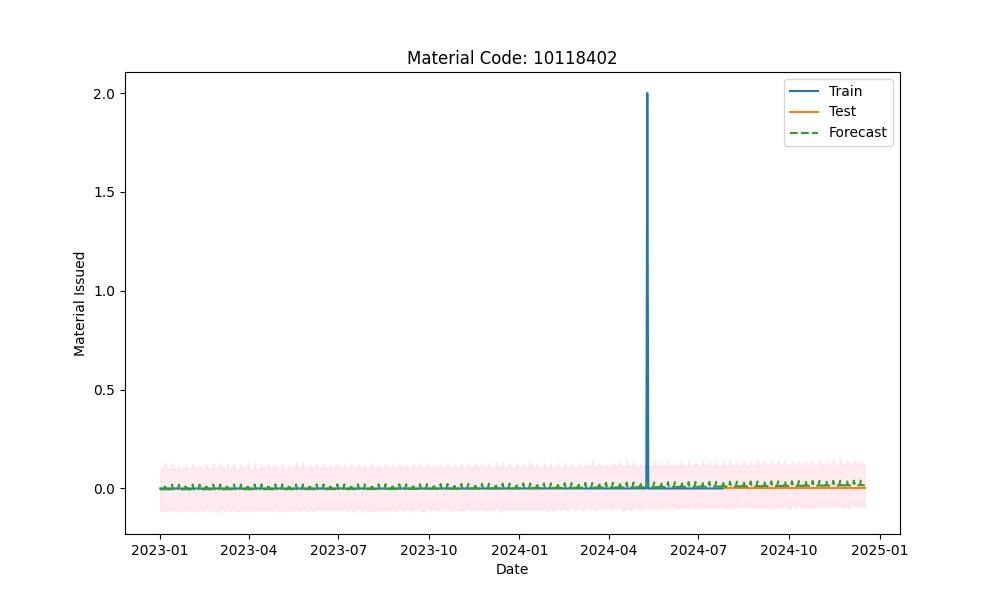 Material Code: 10118402
Train
Test
Forecast
2.0
1.5
1.0
0.5
0.0
Material Issued
2023-01 2023-04 2023-07 2023-10 2024-01 2024-04 2024-07 2024-10 2025-01
Date